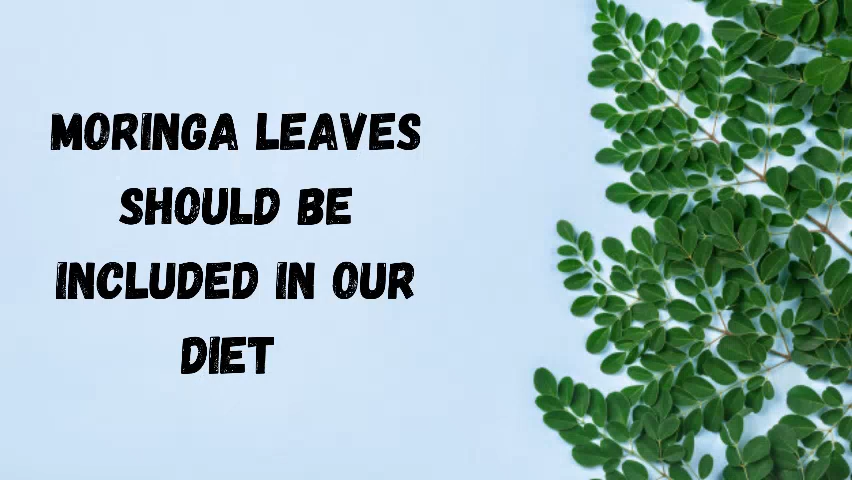 MORINGA LEAVES
SHOULD BE
INCLUDED IN OUR
DIET